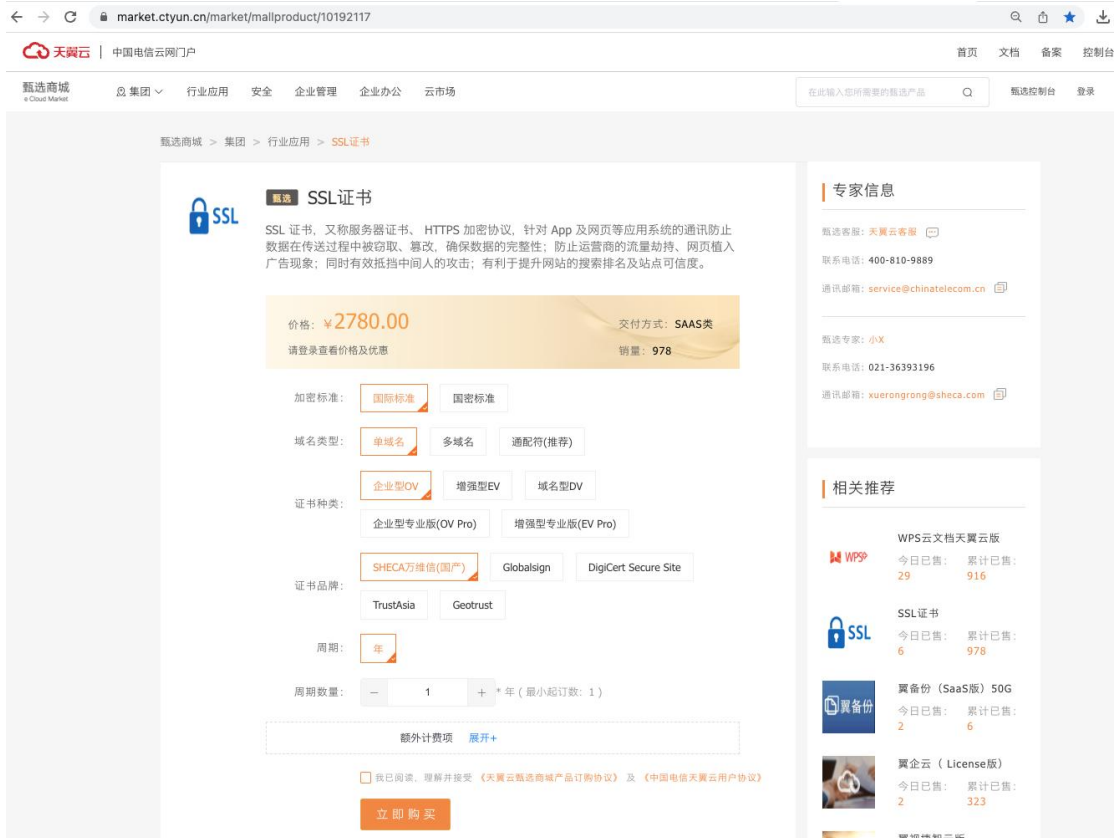 market.ctyun.cn/market/mallproduct/10192117
天翼云 中国电信云网门户 首页 文档 备案 控制台
甄选商城
e Cloud Market
集团 行业应用 安全 企业管理 企业办公 云市场 在此输入您所需要的甄选产品 甄选控制台 登录
甄选商城 > 集团 > 行业应用 > SSL证书
SSL
甄选 SSL证书
SSL 证书，又称服务器证书、 HTTPS 加密协议，针对 App 及网页等应用系统的通讯防止
数据在传送过程中被窃取、篡改，确保数据的完整性；防止运营商的流量劫持、网页植入
广告现象；同时有效抵挡中间人的攻击；有利于提升网站的搜索排名及站点可信度。
价格： ¥2780.00 交付方式： SAAS类
请登录查看价格及优惠 销量： 978
加密标准： 国际标准 国密标准
域名类型： 单域名 多域名 通配符(推荐)
证书种类： 企业型OV 增强型EV 域名型DV
企业型专业版(OV Pro) 增强型专业版(EV Pro)
证书品牌： SHECA万维信(国产) Globalsign DigiCert Secure Site
TrustAsia Geotrust
周期： 年
周期数量： − 1 + * 年 ( 最小起订数：1 )
额外计费项 展开+
我已阅读、理解并接受 《天翼云甄选商城产品订购协议》 及 《中国电信天翼云用户协议》
立即购买
专家信息
甄选客服：天翼云客服
联系电话：400-810-9889
通讯邮箱：service@chinatelecom.cn
甄选专家：小X
联系电话：021-36393196
通讯邮箱：xuerongrong@sheca.com
相关推荐
WPS
WPS云文档天翼云版
今日已售： 累计已售：
29 916
SSL
SSL证书
今日已售： 累计已售：
6 978
翼备份
翼备份（SaaS版）50G
今日已售： 累计已售：
2 6
翼企云（ License版）
今日已售： 累计已售：
2 323